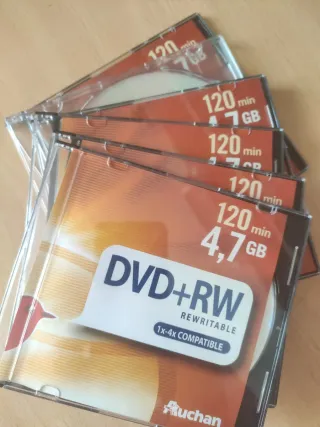 120 min
4,7 GB
120 min
4,7 GB
120 min
4,7 GB
120 min
120 min
4,7 GB
DVD+RW
REWRITABLE
1x-4x COMPATIBLE
Auchan